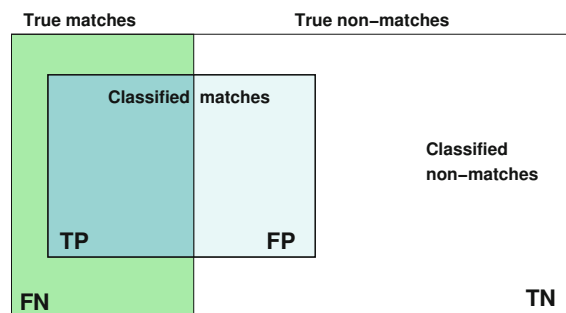 True matches
True non−matches
Classified matches
Classified
non−matches
TP
FP
FN
TN